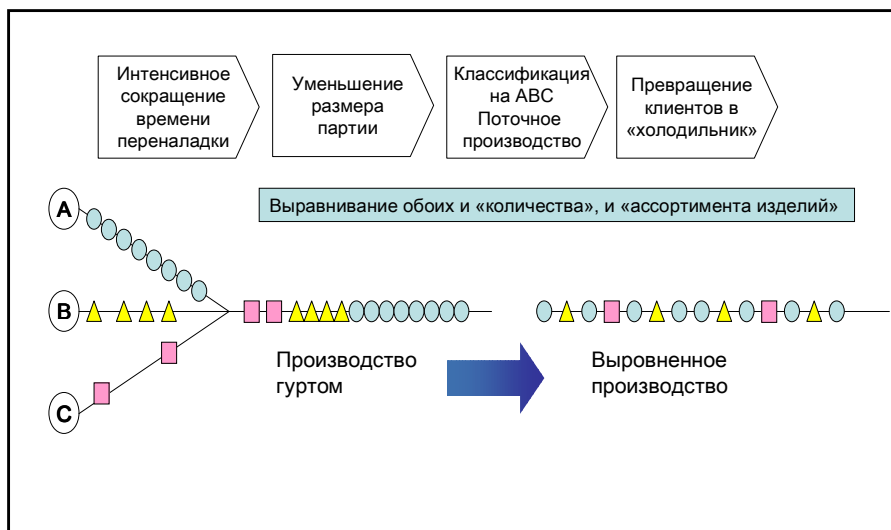 Интенсивное
сокращение
времени
переналадки
Уменьшение
размера
партии
Классификация
на АВС
Поточное
производство
Превращение
клиентов в
«холодильник»
A
Выравнивание обоих и «количества», и «ассортимента изделий»
B
Производство
гуртом
Выровненное
производство
C